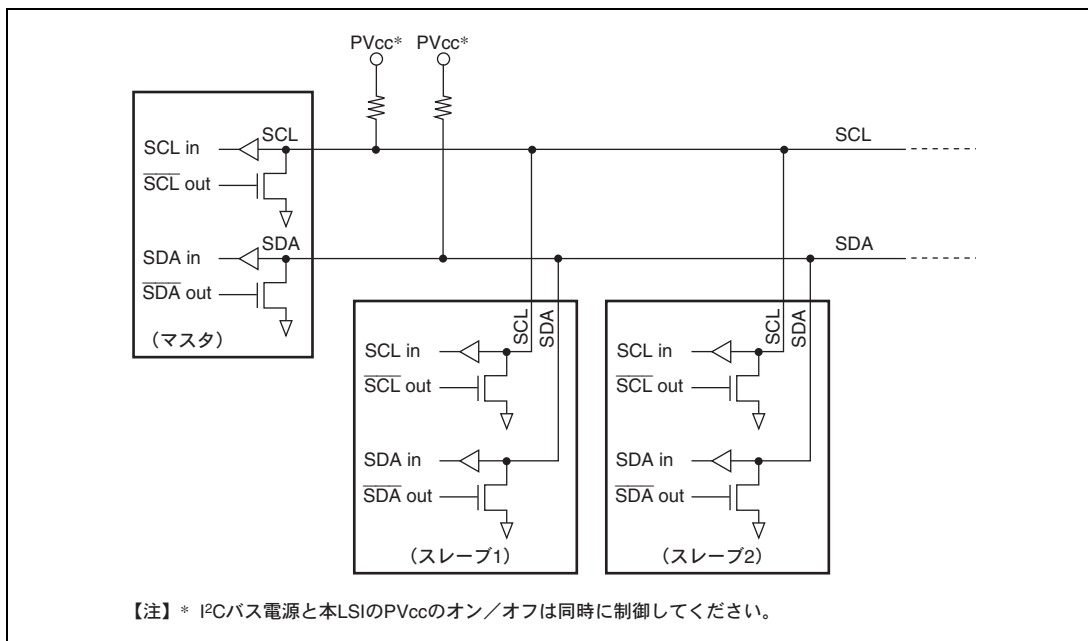 PVcc* PVcc*
SCL
SCL in
SCL out
SDA
SDA in
SDA out
(マスタ)
SCL
SDA
SCL
SDA
SCL in
SCL out
SDA in
SDA out
(スレーブ1)
SCL
SDA
SCL in
SCL out
SDA in
SDA out
(スレーブ2)
【注】* I²Cバス電源と本LSIのPVccのオン/オフは同時に制御してください。